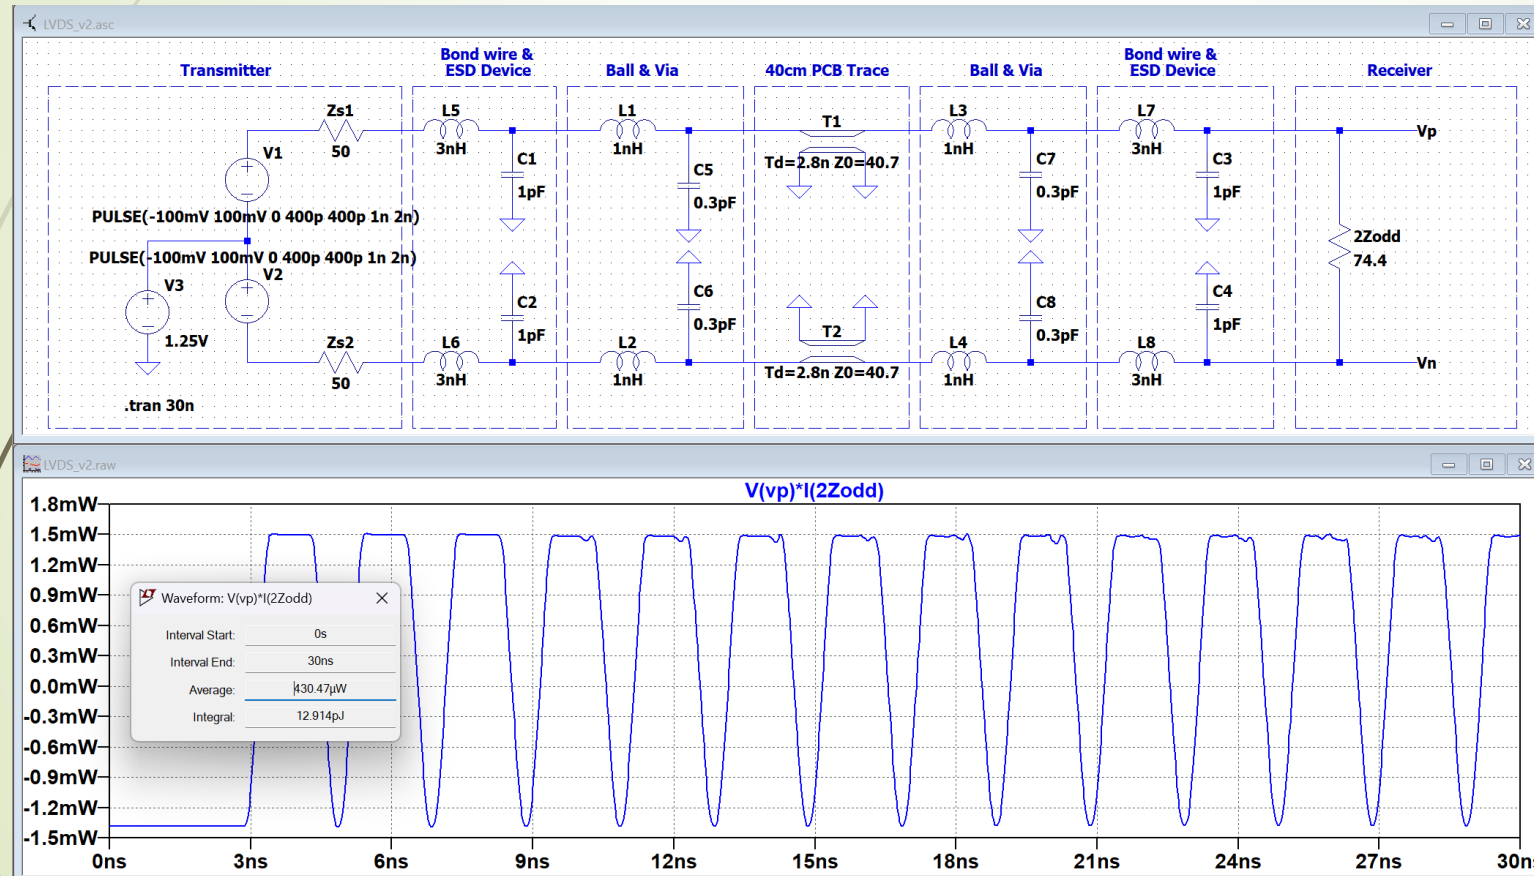 LVDS_v2.asc
Transmitter
Bond wire &
ESD Device
Ball & Via
40cm PCB Trace
Ball & Via
Bond wire &
ESD Device
Receiver
Zs1
50
L5
3nH
L1
1nH
T1
Td=2.8n Z0=40.7
L3
1nH
L7
3nH
Vp
V1
C1
1pF
C5
0.3pF
C7
0.3pF
C3
1pF
PULSE(-100mV 100mV 0 400p 400p 1n 2n)
PULSE(-100mV 100mV 0 400p 400p 1n 2n)
V2
V3
1.25V
2Zodd
74.4
C2
1pF
C6
0.3pF
C8
0.3pF
C4
1pF
Zs2
50
L6
3nH
L2
1nH
T2
Td=2.8n Z0=40.7
L4
1nH
L8
3nH
Vn
.tran 30n
LVDS_v2.raw
V(vp)*I(2Zodd)
1.8mW
1.5mW
1.2mW
0.9mW
0.6mW
0.3mW
0.0mW
-0.3mW
-0.6mW
-0.9mW
-1.2mW
-1.5mW
Waveform: V(vp)*I(2Zodd)
Interval Start: 0s
Interval End: 30ns
Average: 430.47µW
Integral: 12.914pJ
0ns 3ns 6ns 9ns 12ns 15ns 18ns 21ns 24ns 27ns 30ns